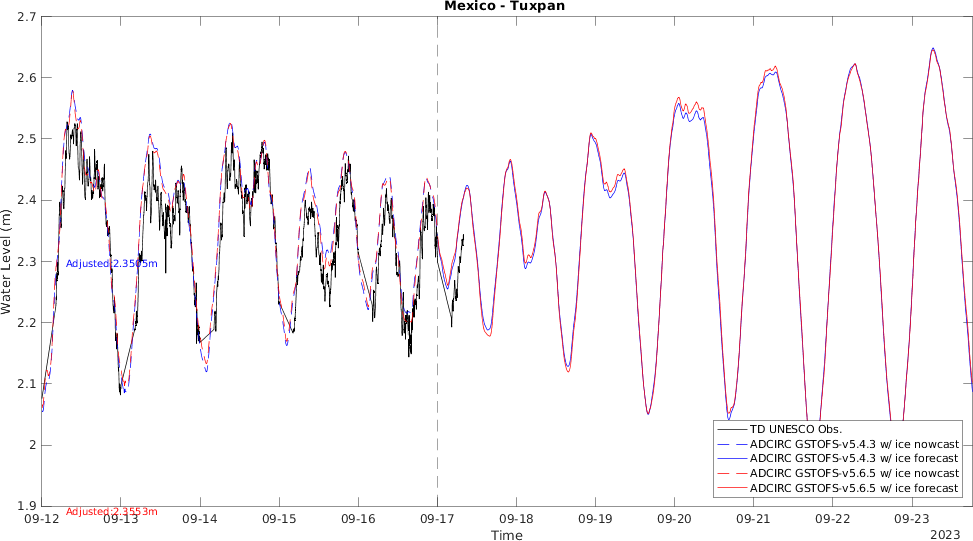 Mexico - Tuxpan
2.7
2.6
2.5
2.4
2.3
2.2
2.1
2
1.9
Water Level (m)
Adjusted:2.3505m
Adjusted:2.3553m
TD UNESCO Obs.
ADCIRC GSTOFS-v5.4.3 w/ ice nowcast
ADCIRC GSTOFS-v5.4.3 w/ ice forecast
ADCIRC GSTOFS-v5.6.5 w/ ice nowcast
ADCIRC GSTOFS-v5.6.5 w/ ice forecast
09-12 09-13 09-14 09-15 09-16 09-17 09-18 09-19 09-20 09-21 09-22 09-23
Time
2023